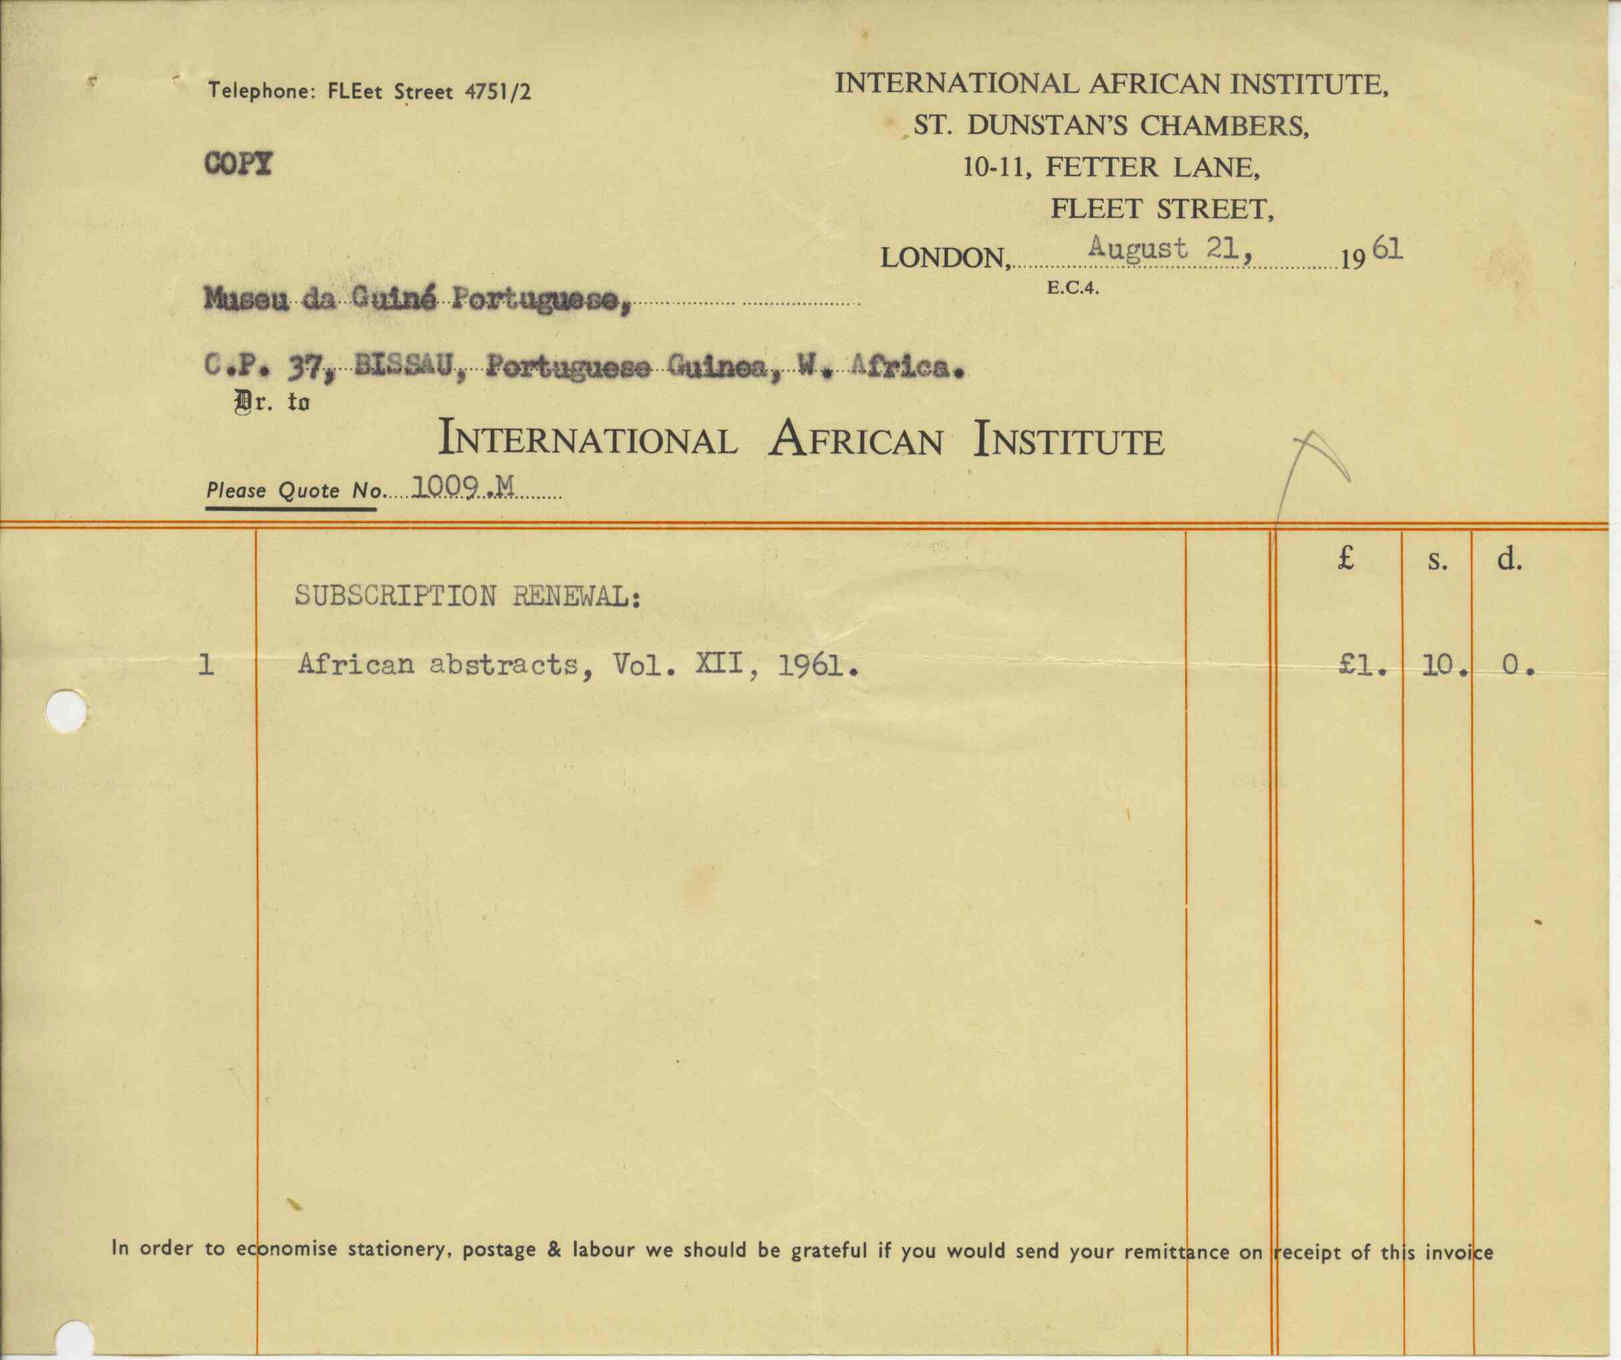 Telephone: FLEet Street 4751/2
INTERNATIONAL AFRICAN INSTITUTE,
ST. DUNSTAN'S CHAMBERS,
10-11, FETTER LANE,
FLEET STREET,
COPY
LONDON, August 21, 1961
E.C.4.
Museu da Guiné Portuguese,
C.P. 37, BISSAU, Portuguese Guinea, W. Africa.
Dr. to
INTERNATIONAL AFRICAN INSTITUTE
Please Quote No. 1009.M
£ s. d.
SUBSCRIPTION RENEWAL:
1 African abstracts, Vol. XII, 1961. £1. 10. 0.
In order to economise stationery, postage & labour we should be grateful if you would send your remittance on receipt of this invoice